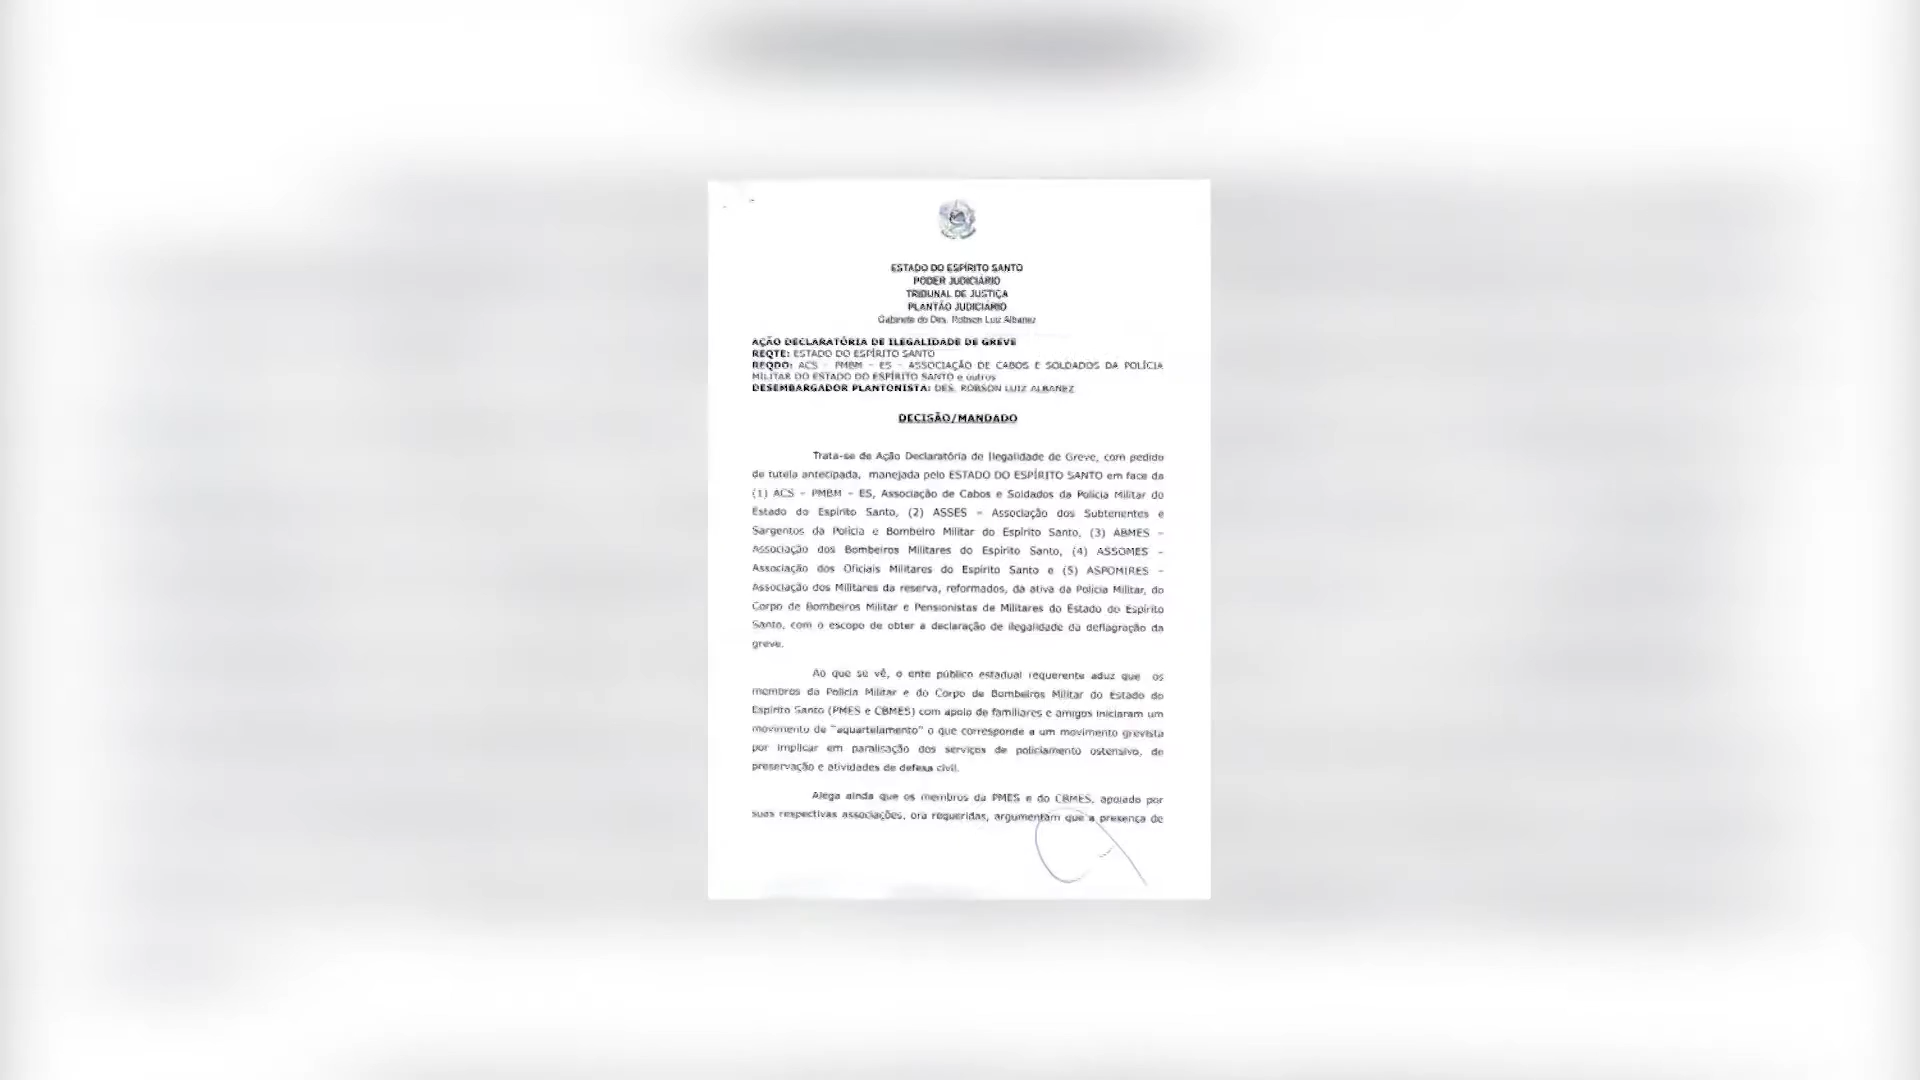 ESTADO DO ESPÍRITO SANTO
PODER JUDICIÁRIO
TRIBUNAL DE JUSTIÇA
PLANTÃO JUDICIÁRIO
Gabinete do Des. Robson Luiz Albanez
AÇÃO DECLARATÓRIA DE ILEGALIDADE DE GREVE
REQTE: ESTADO DO ESPÍRITO SANTO
REQDO: ACS - PMBM - ES - ASSOCIAÇÃO DE CABOS E SOLDADOS DA POLÍCIA
MILITAR DO ESTADO DO ESPÍRITO SANTO e outros
DESEMBARGADOR PLANTONISTA: DES. ROBSON LUIZ ALBANEZ
DECISÃO/MANDADO
Trata-se de Ação Declaratória de Ilegalidade de Greve, com pedido
de tutela antecipada, manejada pelo ESTADO DO ESPÍRITO SANTO em face da
(1) ACS - PMBM - ES, Associação de Cabos e Soldados da Polícia Militar do
Estado do Espírito Santo, (2) ASSES - Associação dos Subtenentes e
Sargentos da Polícia e Bombeiro Militar do Espírito Santo, (3) ABMES -
Associação dos Bombeiros Militares do Espírito Santo, (4) ASSOMES -
Associação dos Oficiais Militares do Espírito Santo e (5) ASPOMIRES -
Associação dos Militares da reserva, reformados, da ativa da Polícia Militar, do
Corpo de Bombeiros Militar e Pensionistas de Militares do Estado do Espírito
Santo, com o escopo de obter a declaração de ilegalidade da deflagração da
greve.
Ao que se vê, o ente público estadual requerente aduz que os
membros da Polícia Militar e do Corpo de Bombeiros Militar do Estado do
Espírito Santo (PMES e CBMES) com apoio de familiares e amigos iniciaram um
movimento de "aquartelamento" o que corresponde a um movimento grevista
por implicar em paralisação dos serviços de policiamento ostensivo, de
preservação e atividades de defesa civil.
Alega ainda que os membros da PMES e do CBMES, apoiado por
suas respectivas associações, ora requeridas, argumentam que a presença de